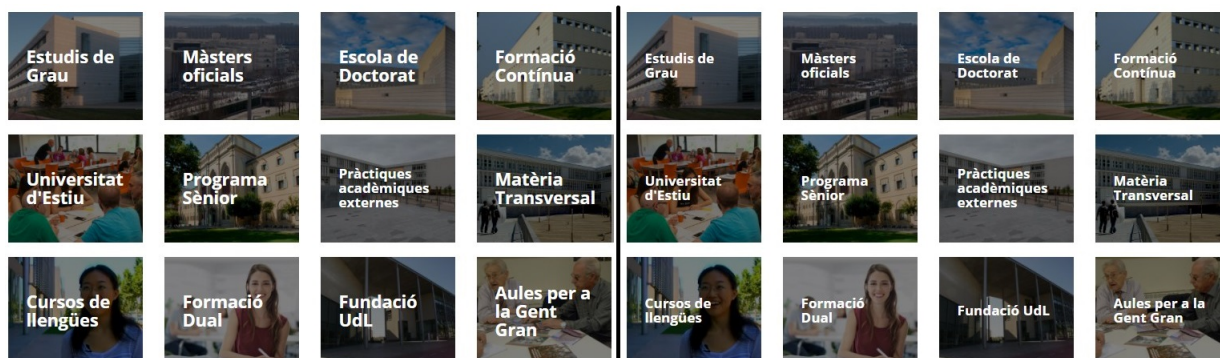 Estudis de
Grau
Màsters
oficials
Escola de
Doctorat
Formació
Contínua
Universitat
d'Estiu
Programa
Sènior
Pràctiques
acadèmiques
externes
Matèria
Transversal
Cursos de
llengües
Formació
Dual
Fundació
UdL
Aules per a
la Gent
Gran
Estudis de
Grau
Màsters
oficials
Escola de
Doctorat
Formació
Contínua
Universitat
d'Estiu
Programa
Sènior
Pràctiques
acadèmiques
externes
Matèria
Transversal
Cursos de
llengües
Formació
Dual
Fundació UdL
Aules per a la
Gent Gran